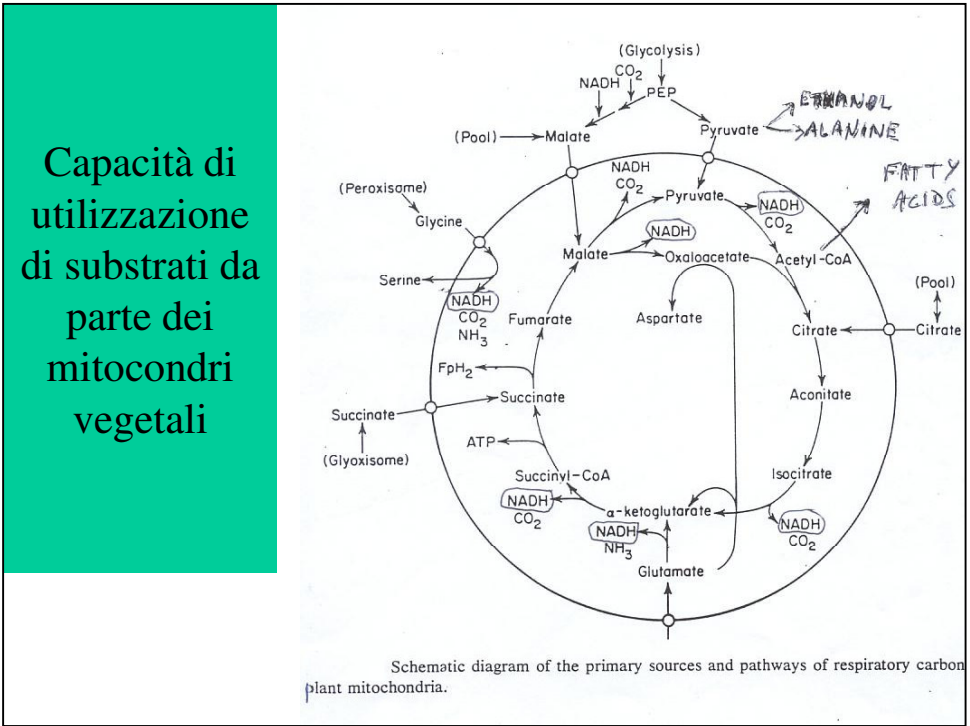 Capacità di
utilizzazione
di substrati da
parte dei
mitocondri
vegetali
(Glycolysis)
CO2
NADH
PEP
ETHANOL
(Pool) Malate
Pyruvate
ALANINE
NADH
CO2
FATTY
ACIDS
(Peroxisome)
Glycine
Pyruvate
NADH
CO2
NADH
Malate
Oxaloacetate
Acetyl-CoA
Serine
(Pool)
NADH
CO2
NH3
Fumarate
Aspartate
Citrate
Citrate
FpH2
Succinate
Aconitate
Succinate
(Glyoxisome)
ATP
Succinyl-CoA
Isocitrate
NADH
CO2
α-ketoglutarate
NADH
CO2
NADH
NH3
Glutamate
Schematic diagram of the primary sources and pathways of respiratory carbon
plant mitochondria.